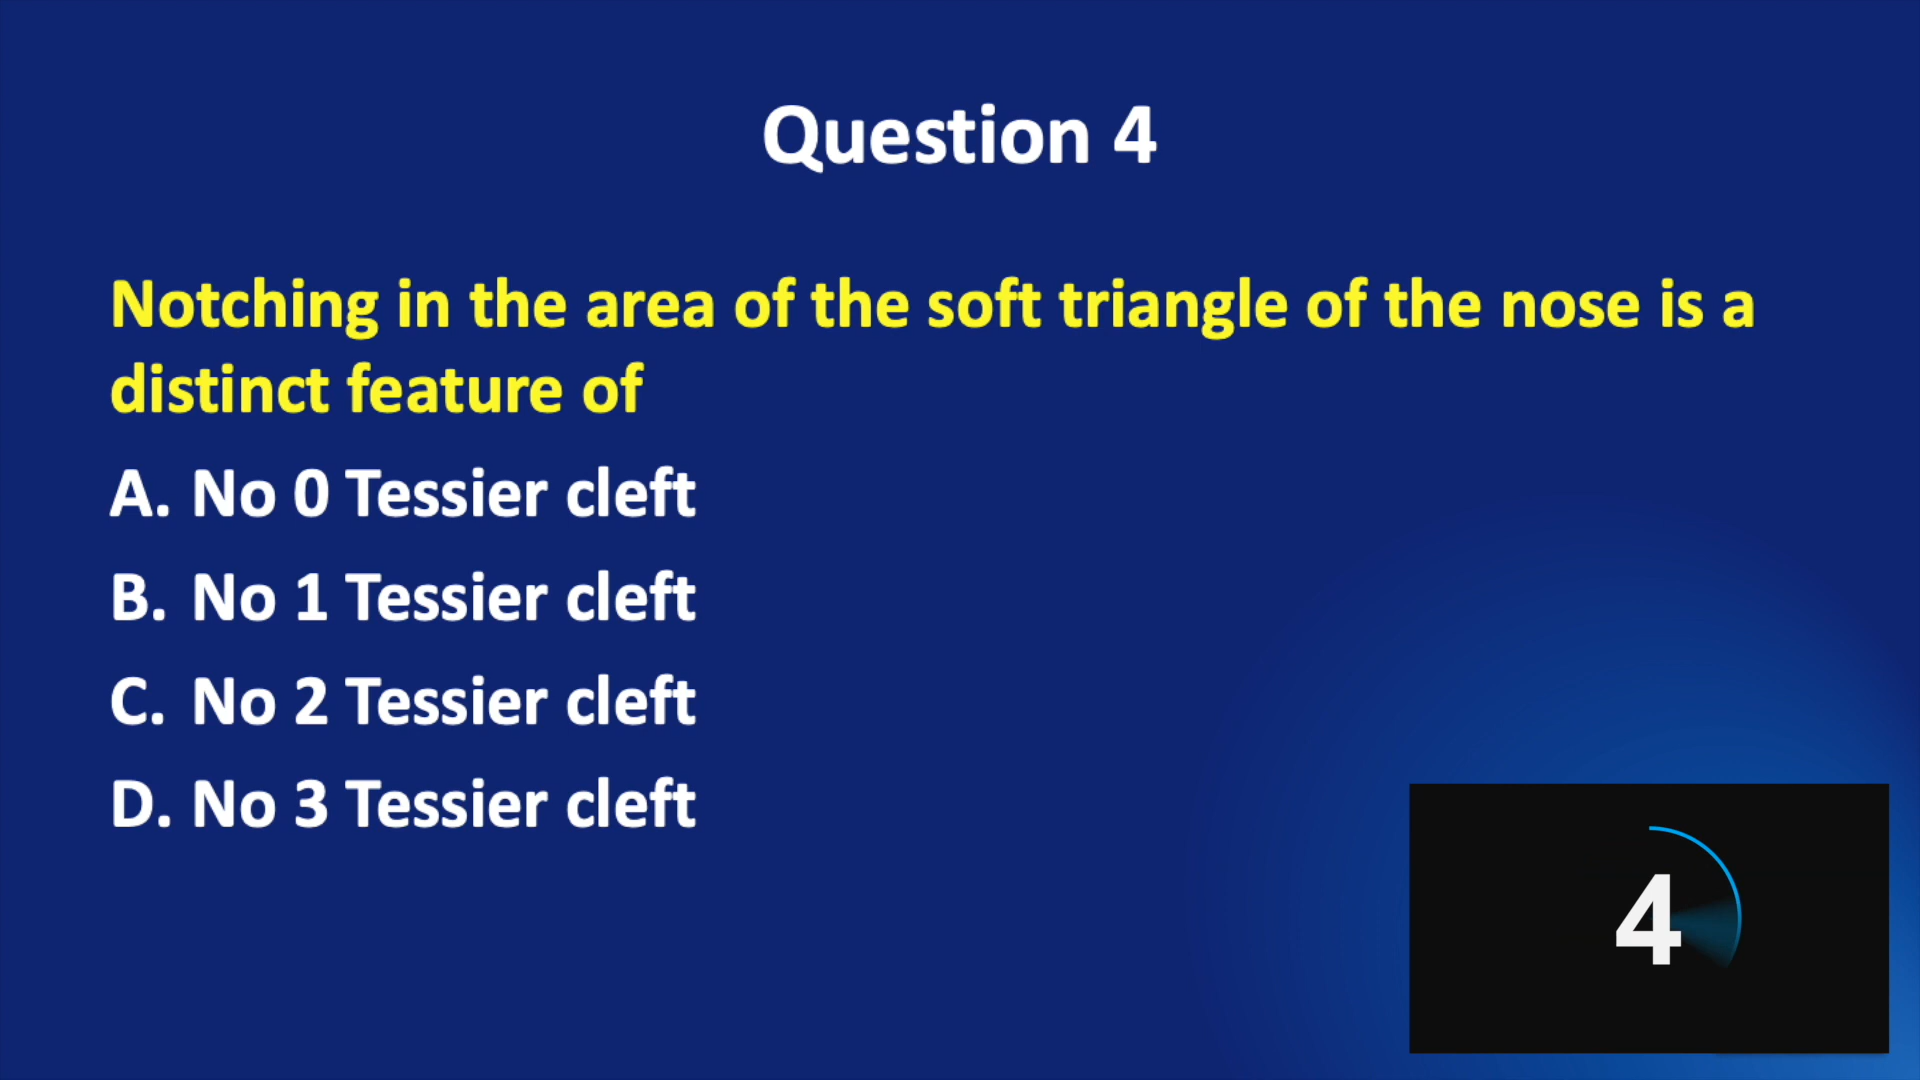 Question 4
Notching in the area of the soft triangle of the nose is a
distinct feature of
A. No 0 Tessier cleft
B. No 1 Tessier cleft
C. No 2 Tessier cleft
D. No 3 Tessier cleft
4